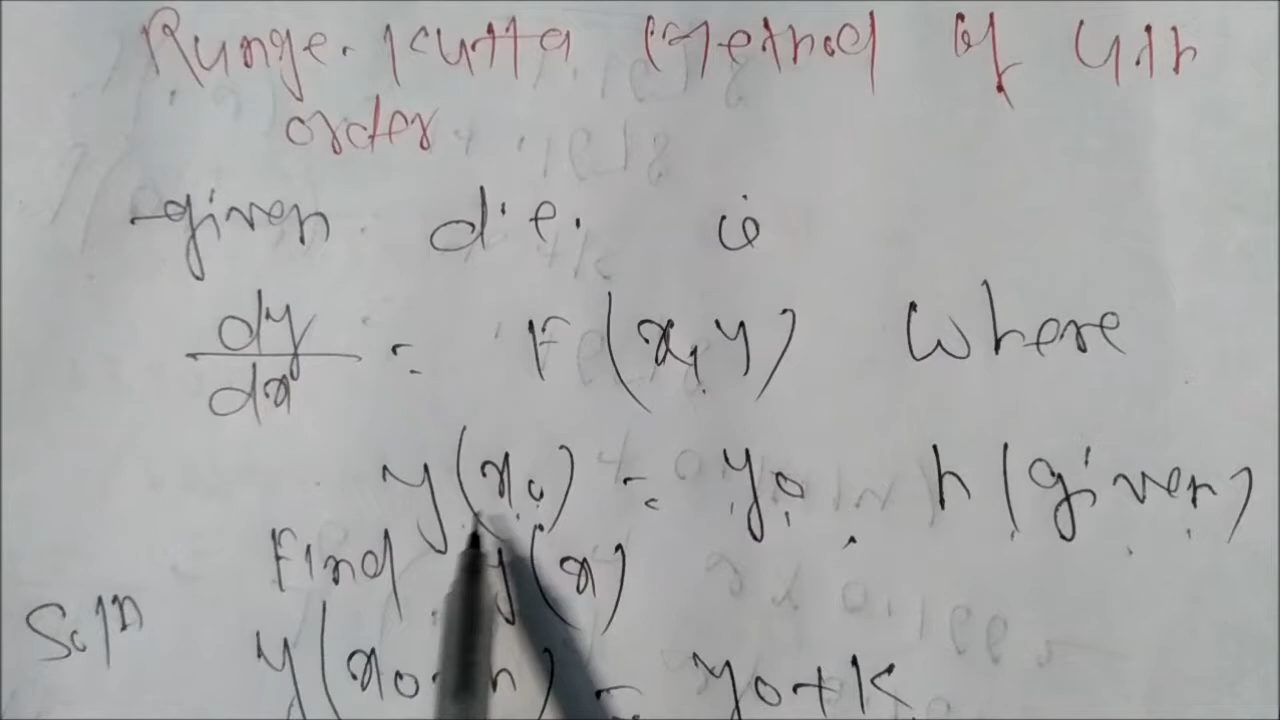 Runge-Kutta Method of 4th
order
given d.e. is
dy/dx = F(x, y) where
y(x0) = y0 h (given)
Find y(x)
Soln y(x0 + h) = y0 + K